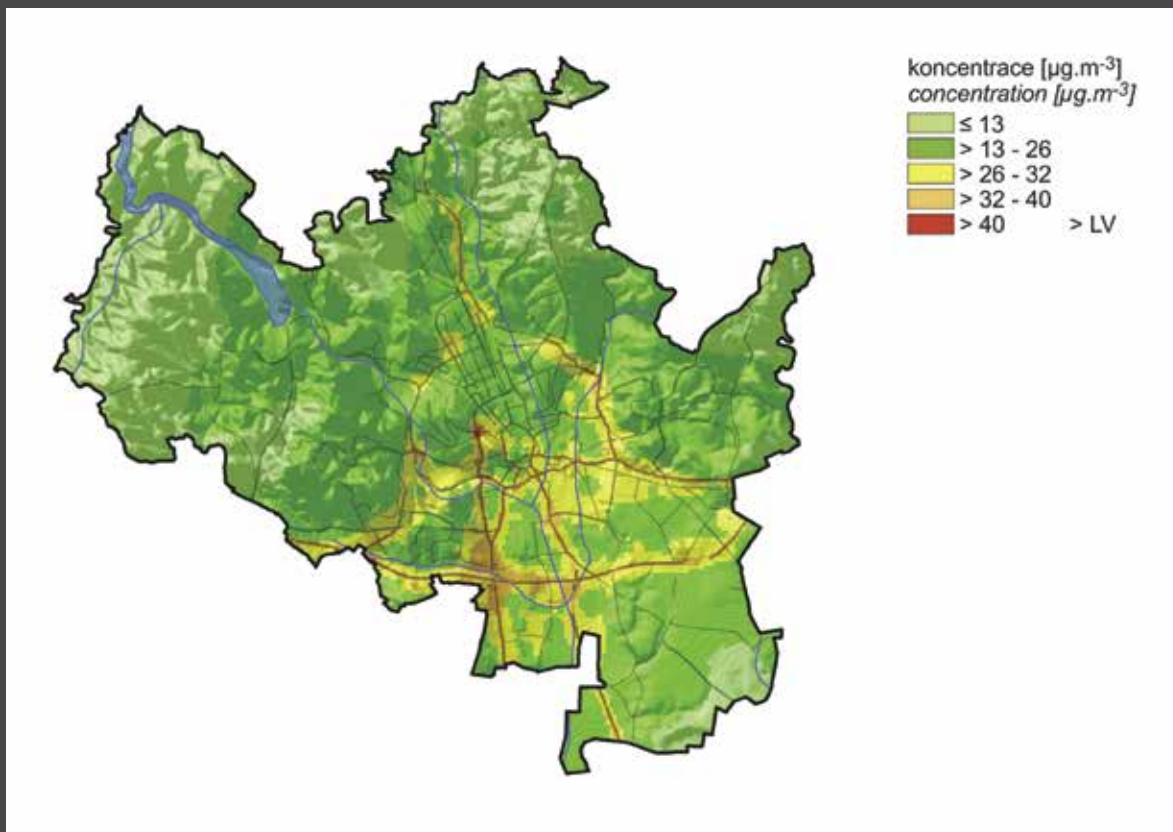 koncentrace [µg.m-3]
concentration [µg.m-3]
≤ 13
> 13 - 26
> 26 - 32
> 32 - 40
> 40 > LV